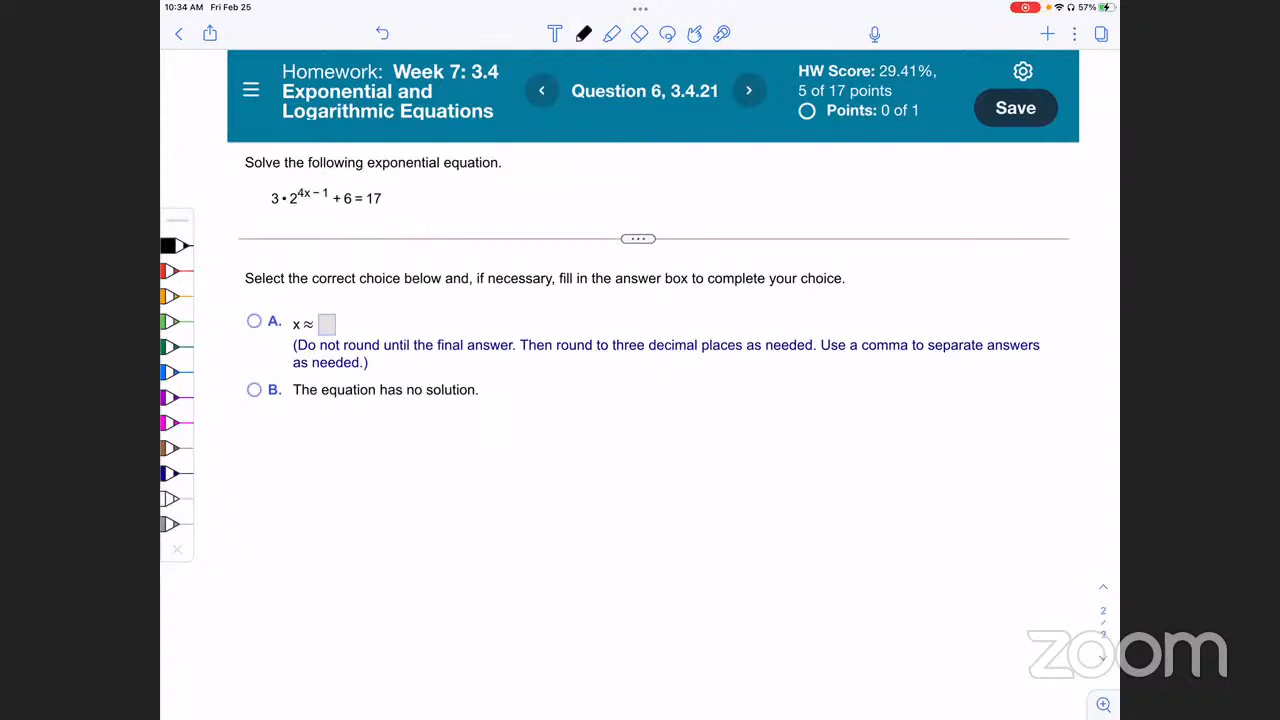 10:34 AM Fri Feb 25
57%
Homework: Week 7: 3.4
Exponential and
Logarithmic Equations
Question 6, 3.4.21
HW Score: 29.41%,
5 of 17 points
Points: 0 of 1
Save
Solve the following exponential equation.
3 • 2^(4x − 1) + 6 = 17
Select the correct choice below and, if necessary, fill in the answer box to complete your choice.
A. x ≈
(Do not round until the final answer. Then round to three decimal places as needed. Use a comma to separate answers
as needed.)
B. The equation has no solution.
2
/
2
zoom